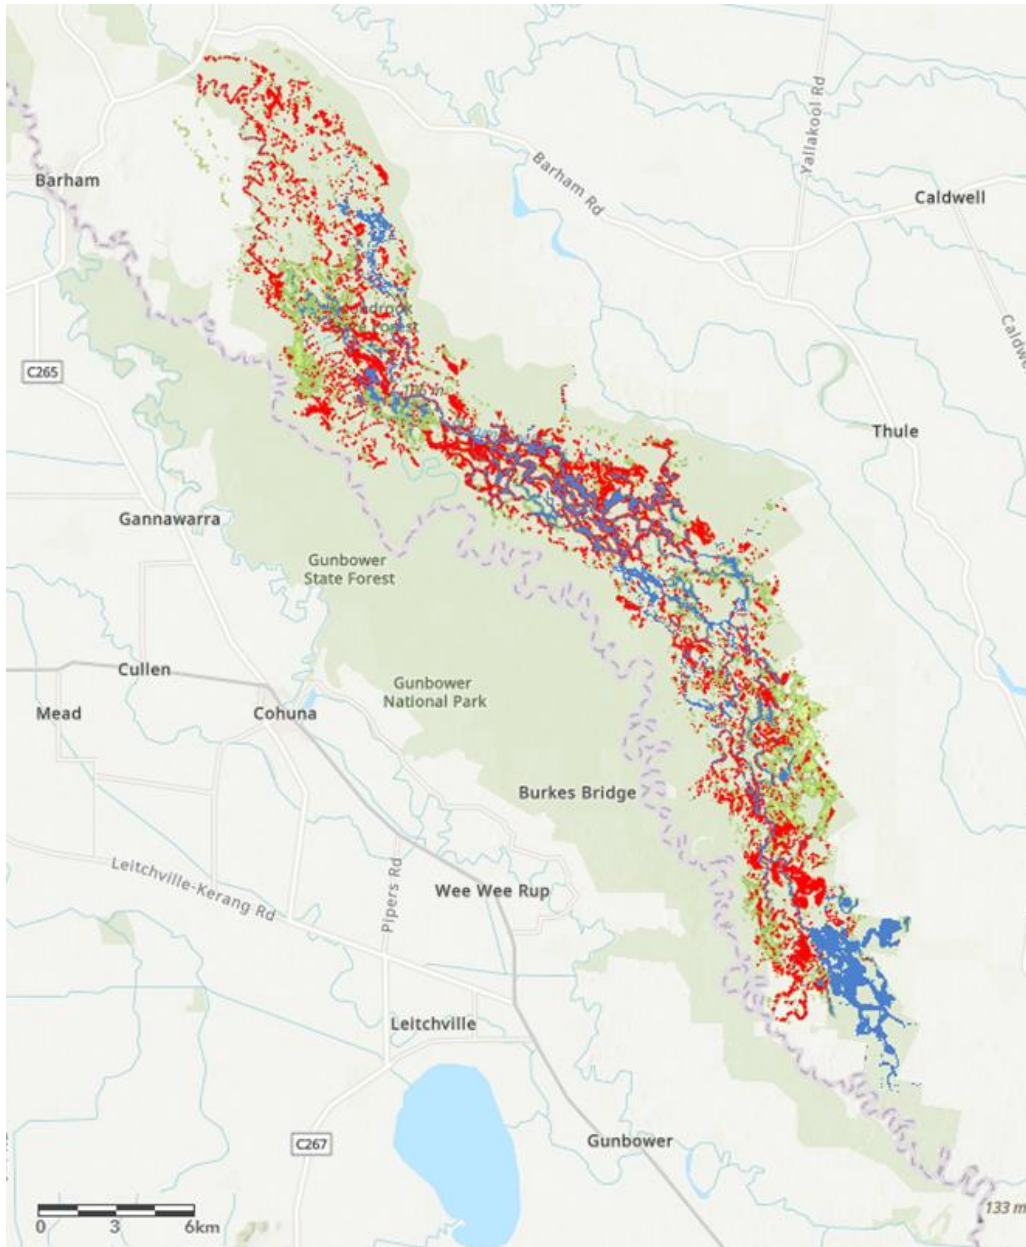 Yallakool Rd
Barham Rd
Barham
Caldwell
C265
Thule
Gannawarra
Gunbower
State Forest
Cullen
Gunbower
National Park
Mead
Cohuna
Burkes Bridge
Leitchville-Kerang Rd
Pipers Rd
Wee Wee Rup
Leitchville
C267
Gunbower
0 3 6km
133 m